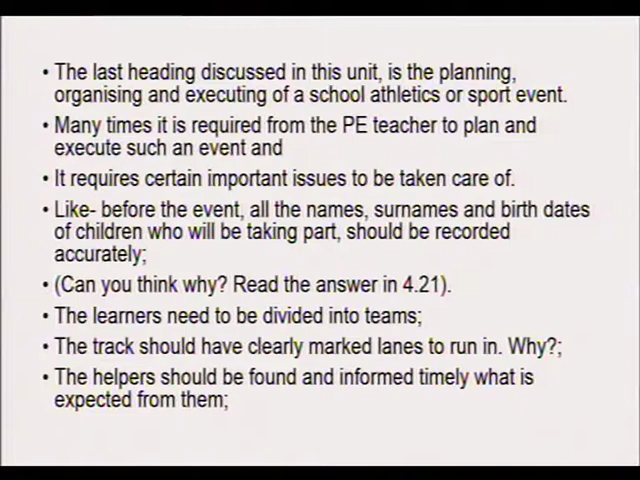 • The last heading discussed in this unit, is the planning,
organising and executing of a school athletics or sport event.
• Many times it is required from the PE teacher to plan and
execute such an event and
• It requires certain important issues to be taken care of.
• Like- before the event, all the names, surnames and birth dates
of children who will be taking part, should be recorded
accurately;
• (Can you think why? Read the answer in 4.21).
• The learners need to be divided into teams;
• The track should have clearly marked lanes to run in. Why?;
• The helpers should be found and informed timely what is
expected from them;